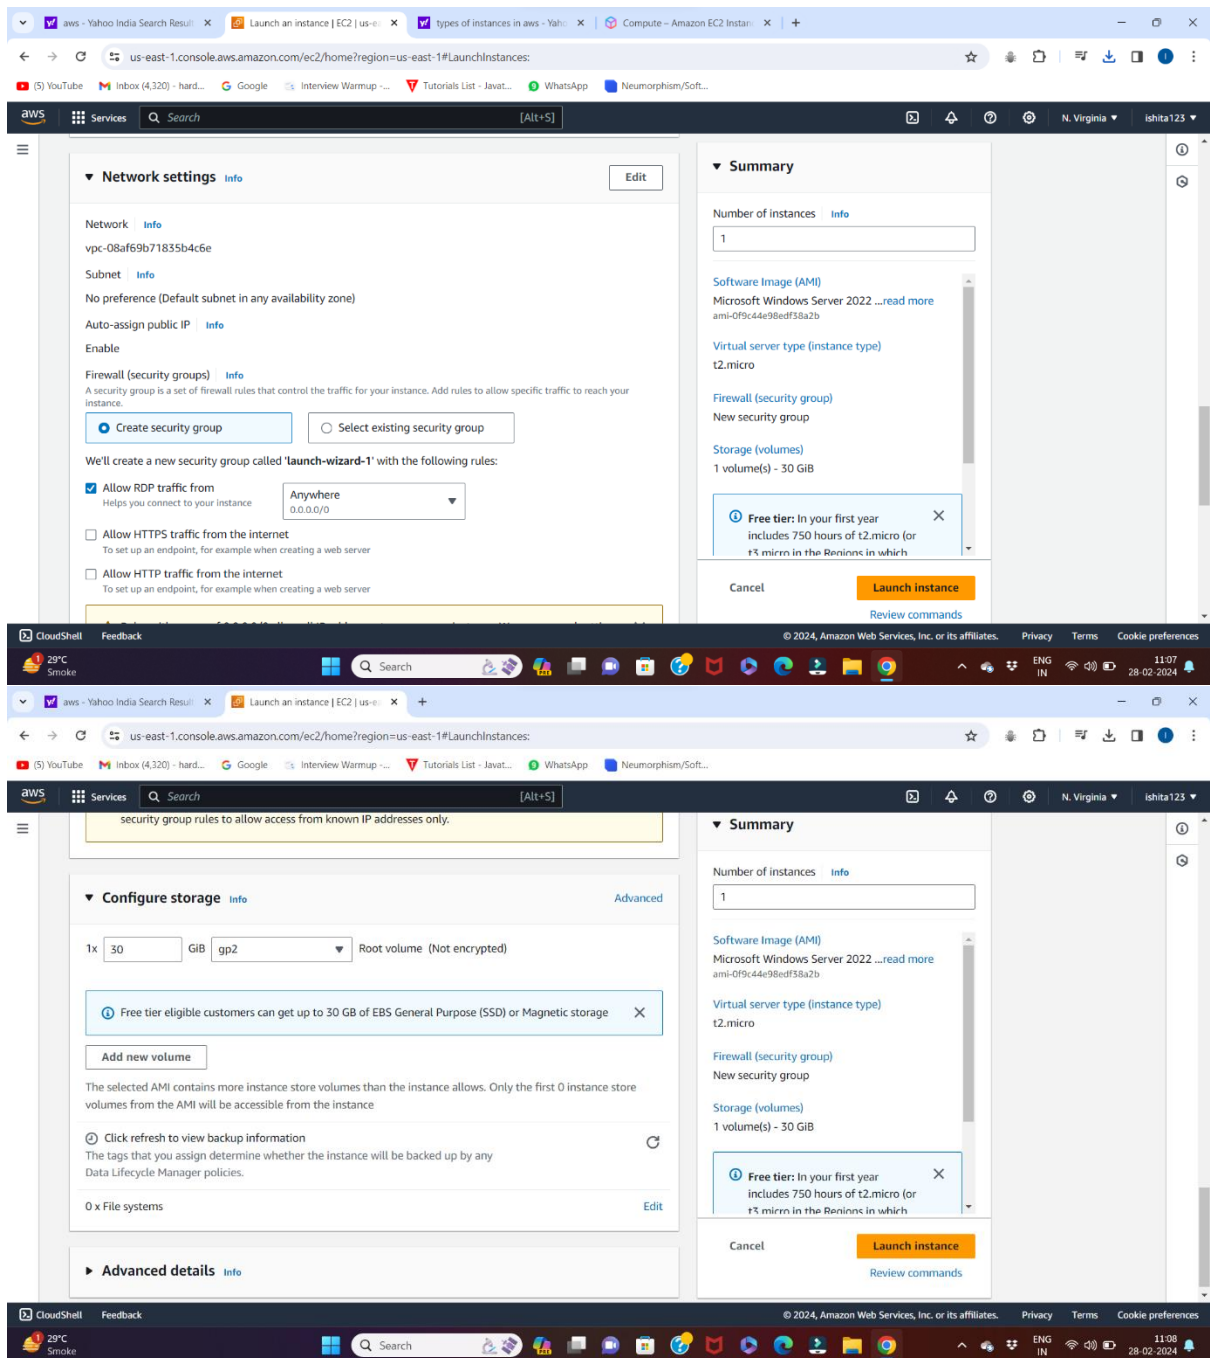 aws - Yahoo India Search Result
Launch an instance | EC2 | us-ea
types of instances in aws - Yaho
Compute – Amazon EC2 Instan
us-east-1.console.aws.amazon.com/ec2/home?region=us-east-1#LaunchInstances:
(5) YouTube
Inbox (4,320) - hard...
Google
Interview Warmup -...
Tutorials List - Javat...
WhatsApp
Neumorphism/Soft...
aws
Services
Search
[Alt+S]
N. Virginia
ishita123
Network settings Info
Edit
Network Info
vpc-08af69b71835b4c6e
Subnet Info
No preference (Default subnet in any availability zone)
Auto-assign public IP Info
Enable
Firewall (security groups) Info
A security group is a set of firewall rules that control the traffic for your instance. Add rules to allow specific traffic to reach your
instance.
Create security group
Select existing security group
We'll create a new security group called 'launch-wizard-1' with the following rules:
Allow RDP traffic from
Helps you connect to your instance
Anywhere
0.0.0.0/0
Allow HTTPS traffic from the internet
To set up an endpoint, for example when creating a web server
Allow HTTP traffic from the internet
To set up an endpoint, for example when creating a web server
Summary
Number of instances Info
1
Software Image (AMI)
Microsoft Windows Server 2022 ...read more
ami-0f9c44e98edf38a2b
Virtual server type (instance type)
t2.micro
Firewall (security group)
New security group
Storage (volumes)
1 volume(s) - 30 GiB
Free tier: In your first year
includes 750 hours of t2.micro (or
t3.micro in the Regions in which
Cancel
Launch instance
Review commands
CloudShell
Feedback
© 2024, Amazon Web Services, Inc. or its affiliates.
Privacy
Terms
Cookie preferences
1
29°C
Smoke
Search
PRE
ENG
IN
11:07
28-02-2024
aws - Yahoo India Search Result
Launch an instance | EC2 | us-ea
us-east-1.console.aws.amazon.com/ec2/home?region=us-east-1#LaunchInstances:
(5) YouTube
Inbox (4,320) - hard...
Google
Interview Warmup -...
Tutorials List - Javat...
WhatsApp
Neumorphism/Soft...
aws
Services
Search
[Alt+S]
N. Virginia
ishita123
security group rules to allow access from known IP addresses only.
Configure storage Info
Advanced
1x
30
GiB
gp2
Root volume (Not encrypted)
Free tier eligible customers can get up to 30 GB of EBS General Purpose (SSD) or Magnetic storage
Add new volume
The selected AMI contains more instance store volumes than the instance allows. Only the first 0 instance store
volumes from the AMI will be accessible from the instance
Click refresh to view backup information
The tags that you assign determine whether the instance will be backed up by any
Data Lifecycle Manager policies.
0 x File systems
Edit
Advanced details Info
Summary
Number of instances Info
1
Software Image (AMI)
Microsoft Windows Server 2022 ...read more
ami-0f9c44e98edf38a2b
Virtual server type (instance type)
t2.micro
Firewall (security group)
New security group
Storage (volumes)
1 volume(s) - 30 GiB
Free tier: In your first year
includes 750 hours of t2.micro (or
t3.micro in the Regions in which
Cancel
Launch instance
Review commands
CloudShell
Feedback
© 2024, Amazon Web Services, Inc. or its affiliates.
Privacy
Terms
Cookie preferences
1
29°C
Smoke
Search
PRE
ENG
IN
11:08
28-02-2024